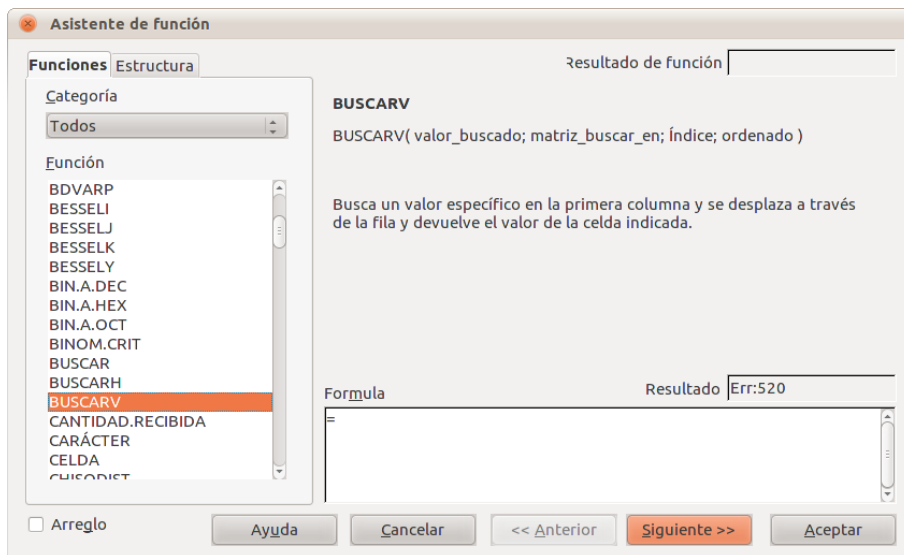 Asistente de función
Funciones Estructura
Resultado de función
Categoría
Todos
Función
BDVARP
BESSELI
BESSELJ
BESSELK
BESSELY
BIN.A.DEC
BIN.A.HEX
BIN.A.OCT
BINOM.CRIT
BUSCAR
BUSCARH
BUSCARV
CANTIDAD.RECIBIDA
CARÁCTER
CELDA
CHISQDIST
BUSCARV
BUSCARV( valor_buscado; matriz_buscar_en; Índice; ordenado )
Busca un valor específico en la primera columna y se desplaza a través
de la fila y devuelve el valor de la celda indicada.
Formula
Resultado Err:520
=
Arreglo
Ayuda
Cancelar
<< Anterior
Siguiente >>
Aceptar